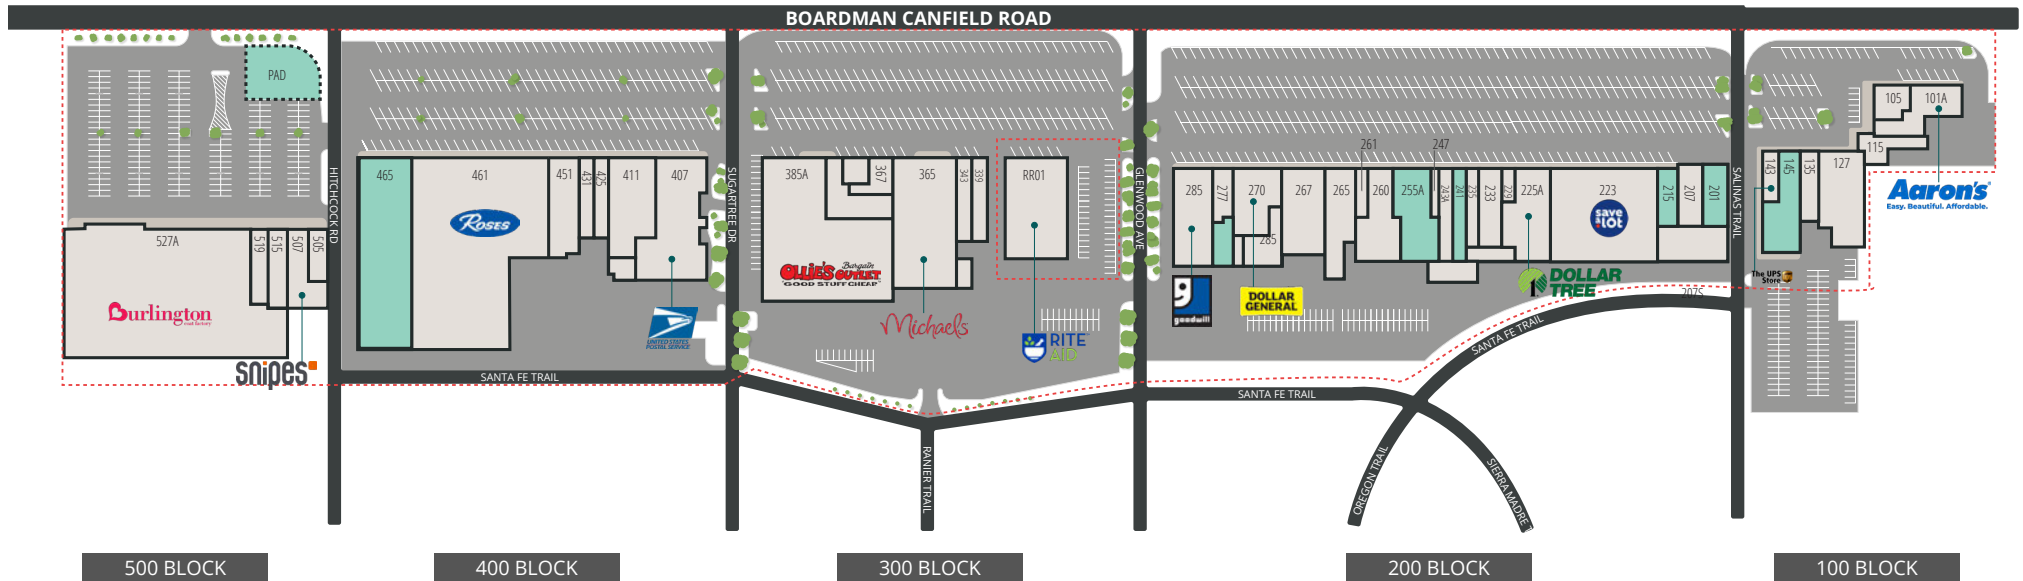 BOARDMAN CANFIELD ROAD
PAD
HITCHCOCK RD
SUGARTREE DR
GLENWOOD AVE
SALINAS TRAIL
527A
519
515
507
505
Burlington
snipes
465
461
451
431
425
411
407
ROSES
UNITED STATES
POSTAL SERVICE
SANTA FE TRAIL
385A
367
365
343
339
RR01
OLLIE'S Bargain
OUTLET
"GOOD STUFF CHEAP"
Michaels
RITE
AID
RANIER TRAIL
285
277
270
285
267
265
261
260
255A
247
243A
241
235
233
229
225A
223
215
207
201
207S
goodwill
DOLLAR
GENERAL
DOLLAR
TREE
save
a
lot
SANTA FE TRAIL
SANTA FE TRAIL
OREGON TRAIL
SIERRA MADRE T
143
145
135
127
115
105
101A
The UPS
Store
Aaron's
Easy. Beautiful. Affordable.
500 BLOCK
400 BLOCK
300 BLOCK
200 BLOCK
100 BLOCK